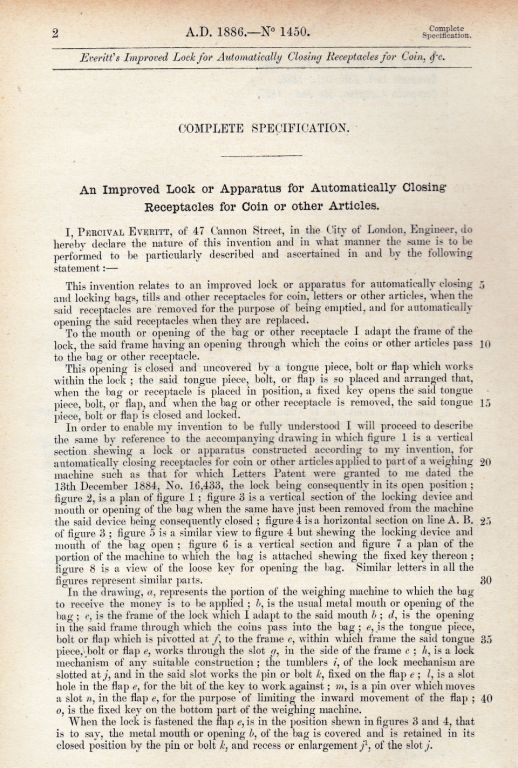 2
A.D. 1886.—Nº 1450.
Complete
Specification.
Everitt's Improved Lock for Automatically Closing Receptacles for Coin, &c.
COMPLETE SPECIFICATION.
An Improved Lock or Apparatus for Automatically Closing
Receptacles for Coin or other Articles.
I, PERCIVAL EVERITT, of 47 Cannon Street, in the City of London, Engineer, do
hereby declare the nature of this invention and in what manner the same is to be
performed to be particularly described and ascertained in and by the following
statement :—
This invention relates to an improved lock or apparatus for automatically closing 5
and locking bags, tills and other receptacles for coin, letters or other articles, when the
said receptacles are removed for the purpose of being emptied, and for automatically
opening the said receptacles when they are replaced.
To the mouth or opening of the bag or other receptacle I adapt the frame of the
lock, the said frame having an opening through which the coins or other articles pass 10
to the bag or other receptacle.
This opening is closed and uncovered by a tongue piece, bolt or flap which works
within the lock ; the said tongue piece, bolt, or flap is so placed and arranged that,
when the bag or receptacle is placed in position, a fixed key opens the said tongue
piece, bolt, or flap, and when the bag or other receptacle is removed, the said tongue 15
piece, bolt or flap is closed and locked.
In order to enable my invention to be fully understood I will proceed to describe
the same by reference to the accompanying drawing in which figure 1 is a vertical
section shewing a lock or apparatus constructed according to my invention, for
automatically closing receptacles for coin or other articles applied to part of a weighing 20
machine such as that for which Letters Patent were granted to me dated the
13th December 1884, No. 16,433, the lock being consequently in its open position ;
figure 2, is a plan of figure 1 ; figure 3 is a vertical section of the locking device and
mouth or opening of the bag when the same have just been removed from the machine
the said device being consequently closed ; figure 4 is a horizontal section on line A. B. 25
of figure 3 ; figure 5 is a similar view to figure 4 but shewing the locking device and
mouth of the bag open ; figure 6 is a vertical section and figure 7 a plan of the
portion of the machine to which the bag is attached shewing the fixed key thereon ;
figure 8 is a view of the loose key for opening the bag. Similar letters in all the
figures represent similar parts. 30
In the drawing, a, represents the portion of the weighing machine to which the bag
to receive the money is to be applied ; b, is the usual metal mouth or opening of the
bag ; c, is the frame of the lock which I adapt to the said mouth b ; d, is the opening
in the said frame through which the coins pass into the bag ; e, is the tongue piece,
bolt or flap which is pivotted at f, to the frame c, within which frame the said tongue 35
piece, bolt or flap e, works through the slot g, in the side of the frame c ; h, is a lock
mechanism of any suitable construction ; the tumblers i, of the lock mechanism are
slotted at j, and in the said slot works the pin or bolt k, fixed on the flap e ; l, is a slot
hole in the flap e, for the bit of the key to work against ; m, is a pin over which moves
a slot n, in the flap e, for the purpose of limiting the inward movement of the flap ; 40
o, is the fixed key on the bottom part of the weighing machine.
When the lock is fastened the flap e, is in the position shewn in figures 3 and 4, that
is to say, the metal mouth or opening b, of the bag is covered and is retained in its
closed position by the pin or bolt k, and recess or enlargement j¹, of the slot j.